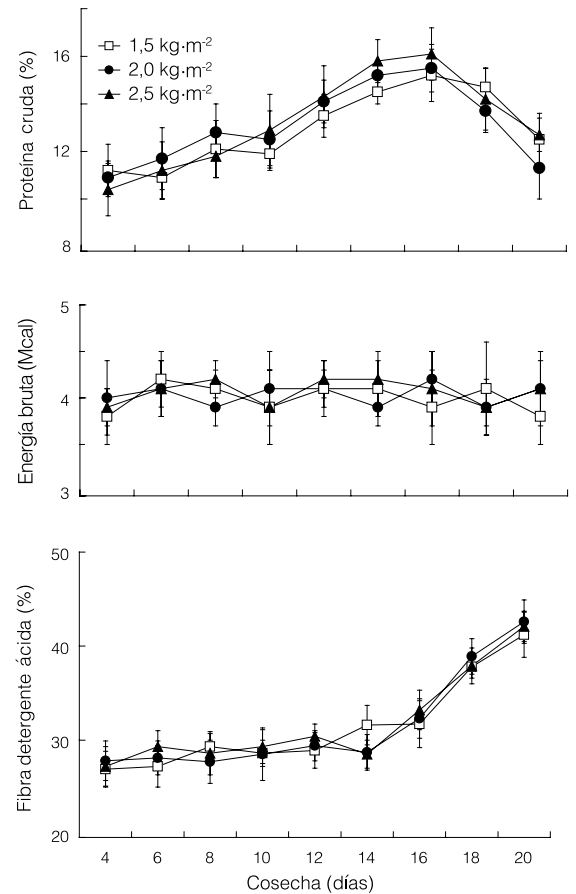 Proteína cruda (%)
16
12
8
1,5 kg·m⁻²
2,0 kg·m⁻²
2,5 kg·m⁻²
Energía bruta (Mcal)
5
4
3
Fibra detergente ácida (%)
50
40
30
20
4 6 8 10 12 14 16 18 20
Cosecha (días)